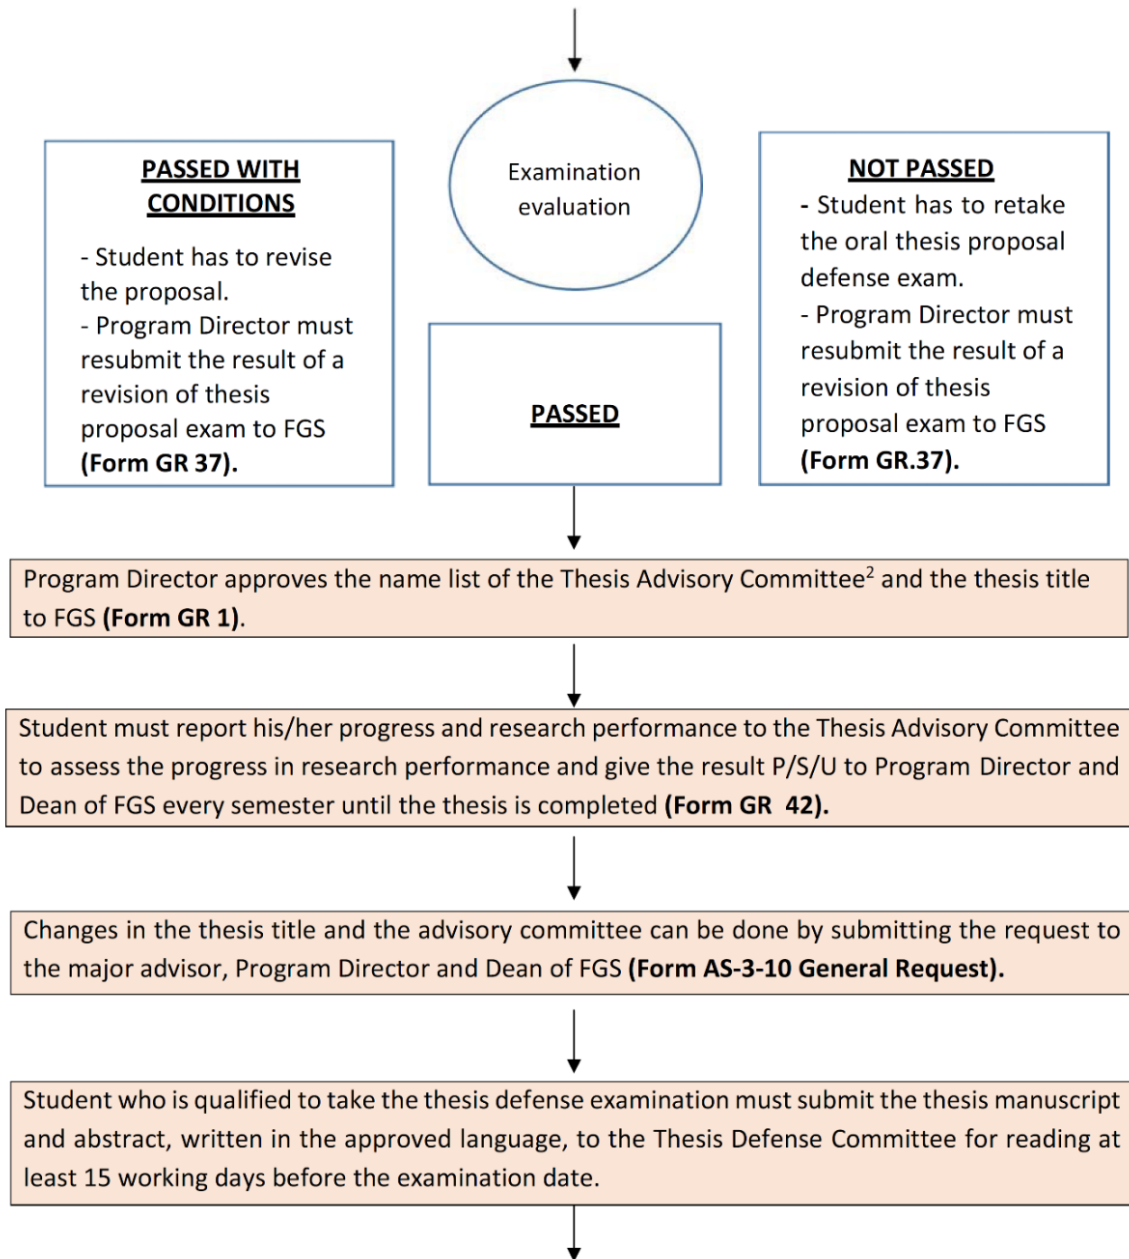 Examination
evaluation
PASSED WITH
CONDITIONS
- Student has to revise
the proposal.
- Program Director must
resubmit the result of a
revision of thesis
proposal exam to FGS
(Form GR 37).
PASSED
NOT PASSED
- Student has to retake
the oral thesis proposal
defense exam.
- Program Director must
resubmit the result of a
revision of thesis
proposal exam to FGS
(Form GR.37).
Program Director approves the name list of the Thesis Advisory Committee² and the thesis title
to FGS (Form GR 1).
Student must report his/her progress and research performance to the Thesis Advisory Committee
to assess the progress in research performance and give the result P/S/U to Program Director and
Dean of FGS every semester until the thesis is completed (Form GR 42).
Changes in the thesis title and the advisory committee can be done by submitting the request to
the major advisor, Program Director and Dean of FGS (Form AS-3-10 General Request).
Student who is qualified to take the thesis defense examination must submit the thesis manuscript
and abstract, written in the approved language, to the Thesis Defense Committee for reading at
least 15 working days before the examination date.